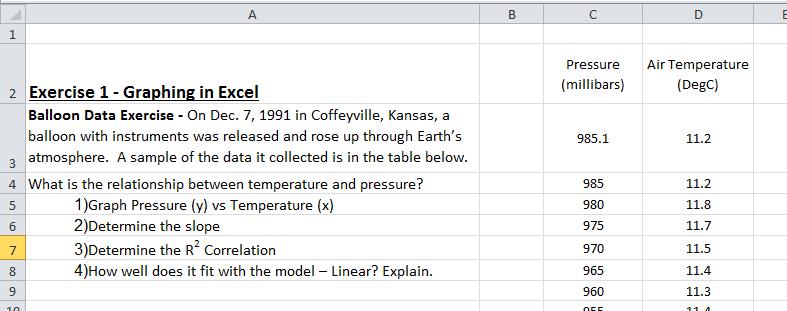 A B C D E
1
Pressure (millibars) Air Temperature (DegC)
2 Exercise 1 - Graphing in Excel
Balloon Data Exercise - On Dec. 7, 1991 in Coffeyville, Kansas, a
balloon with instruments was released and rose up through Earth's
atmosphere. A sample of the data it collected is in the table below.
3 985.1 11.2
4 What is the relationship between temperature and pressure? 985 11.2
5 1)Graph Pressure (y) vs Temperature (x) 980 11.8
6 2)Determine the slope 975 11.7
7 3)Determine the R² Correlation 970 11.5
8 4)How well does it fit with the model – Linear? Explain. 965 11.4
9 960 11.3
10 955 11.4